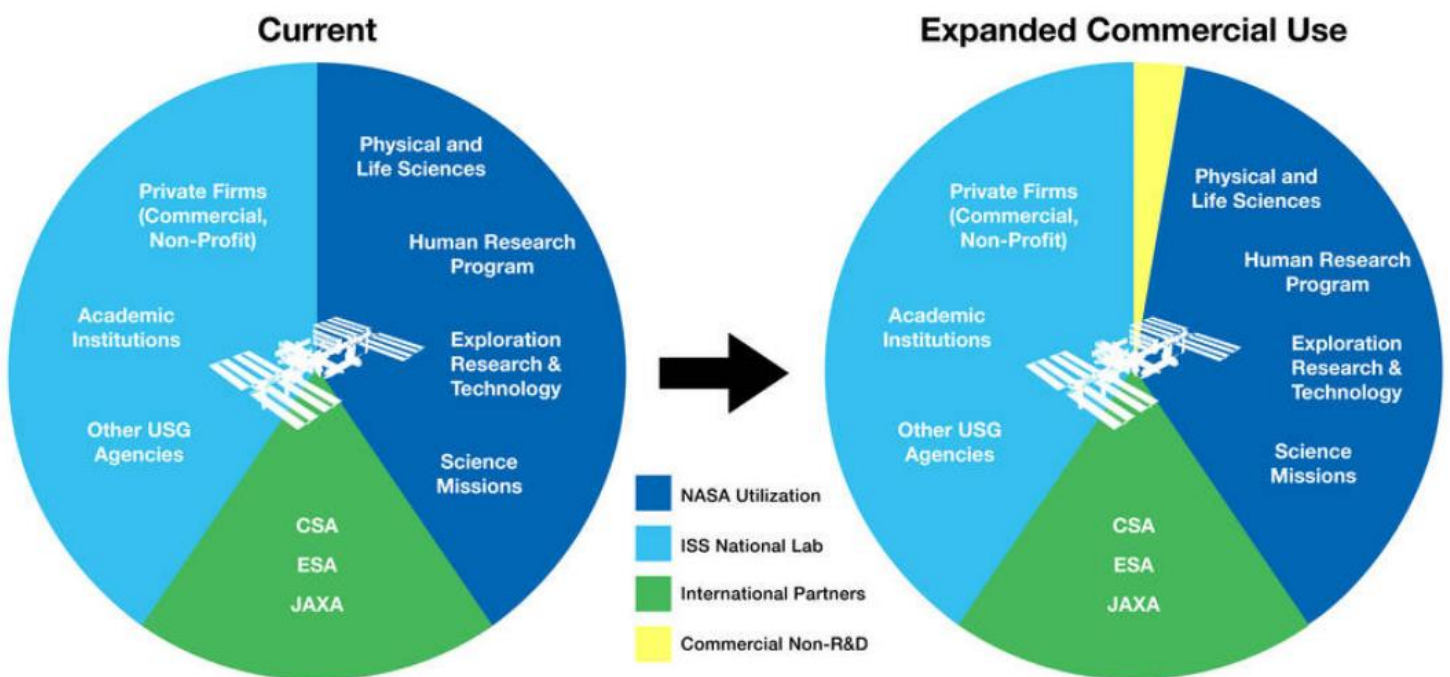 Current
Private Firms
(Commercial,
Non-Profit)
Academic
Institutions
Other USG
Agencies
Physical and
Life Sciences
Human Research
Program
Exploration
Research &
Technology
Science
Missions
CSA
ESA
JAXA
NASA Utilization
ISS National Lab
International Partners
Commercial Non-R&D
Expanded Commercial Use
Private Firms
(Commercial,
Non-Profit)
Academic
Institutions
Other USG
Agencies
Physical and
Life Sciences
Human Research
Program
Exploration
Research &
Technology
Science
Missions
CSA
ESA
JAXA